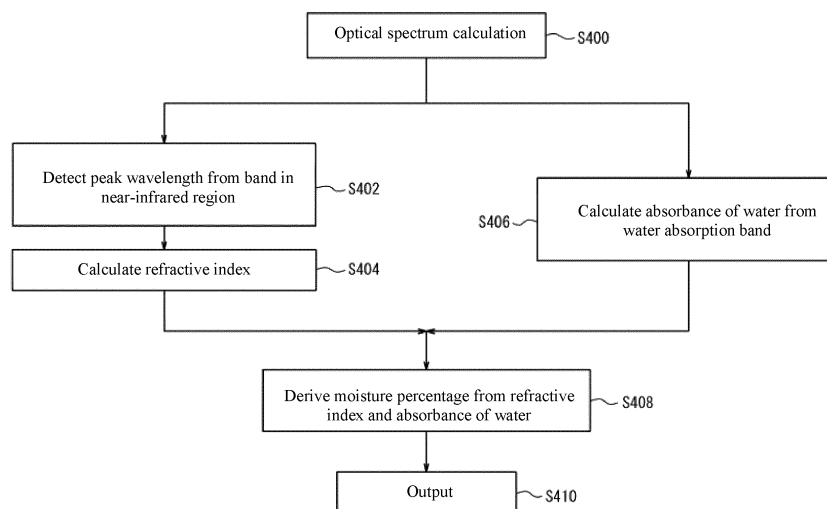 Optical spectrum calculation
S400
Detect peak wavelength from band in
near-infrared region
S402
Calculate refractive index
S404
S406
Calculate absorbance of water from
water absorption band
Derive moisture percentage from refractive
index and absorbance of water
S408
Output
S410